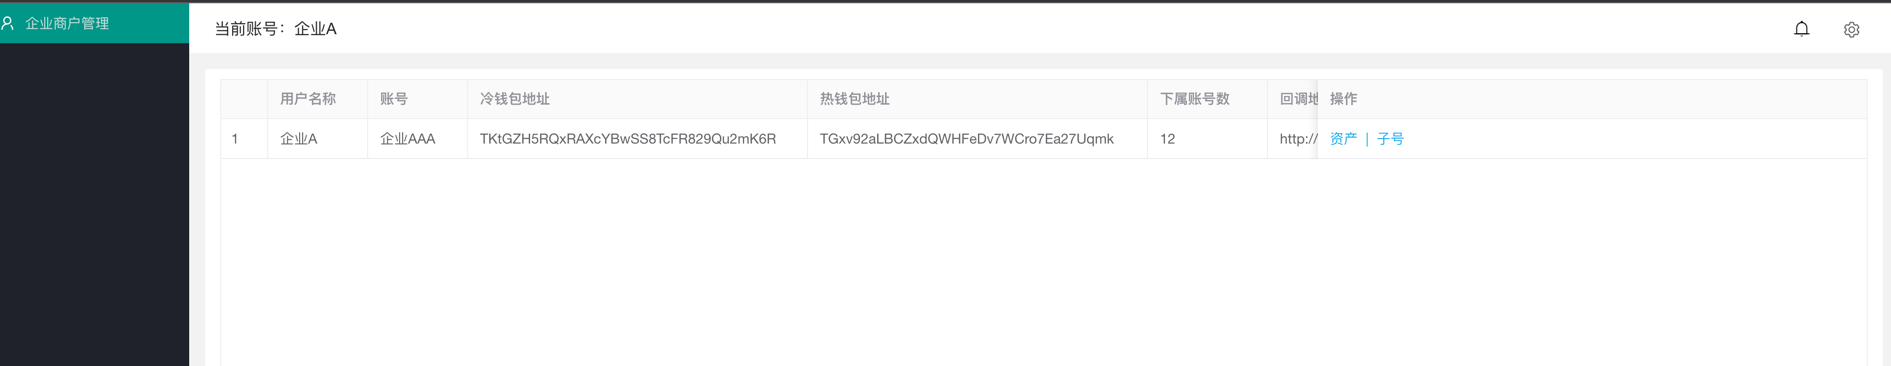 企业商户管理
当前账号：企业A
用户名称 账号 冷钱包地址 热钱包地址 下属账号数 回调地 操作
1 企业A 企业AAA TKtGZH5RQxRAXcYBwSS8TcFR829Qu2mK6R TGxv92aLBCZxdQWHFeDv7WCro7Ea27Uqmk 12 http:// 资产 | 子号